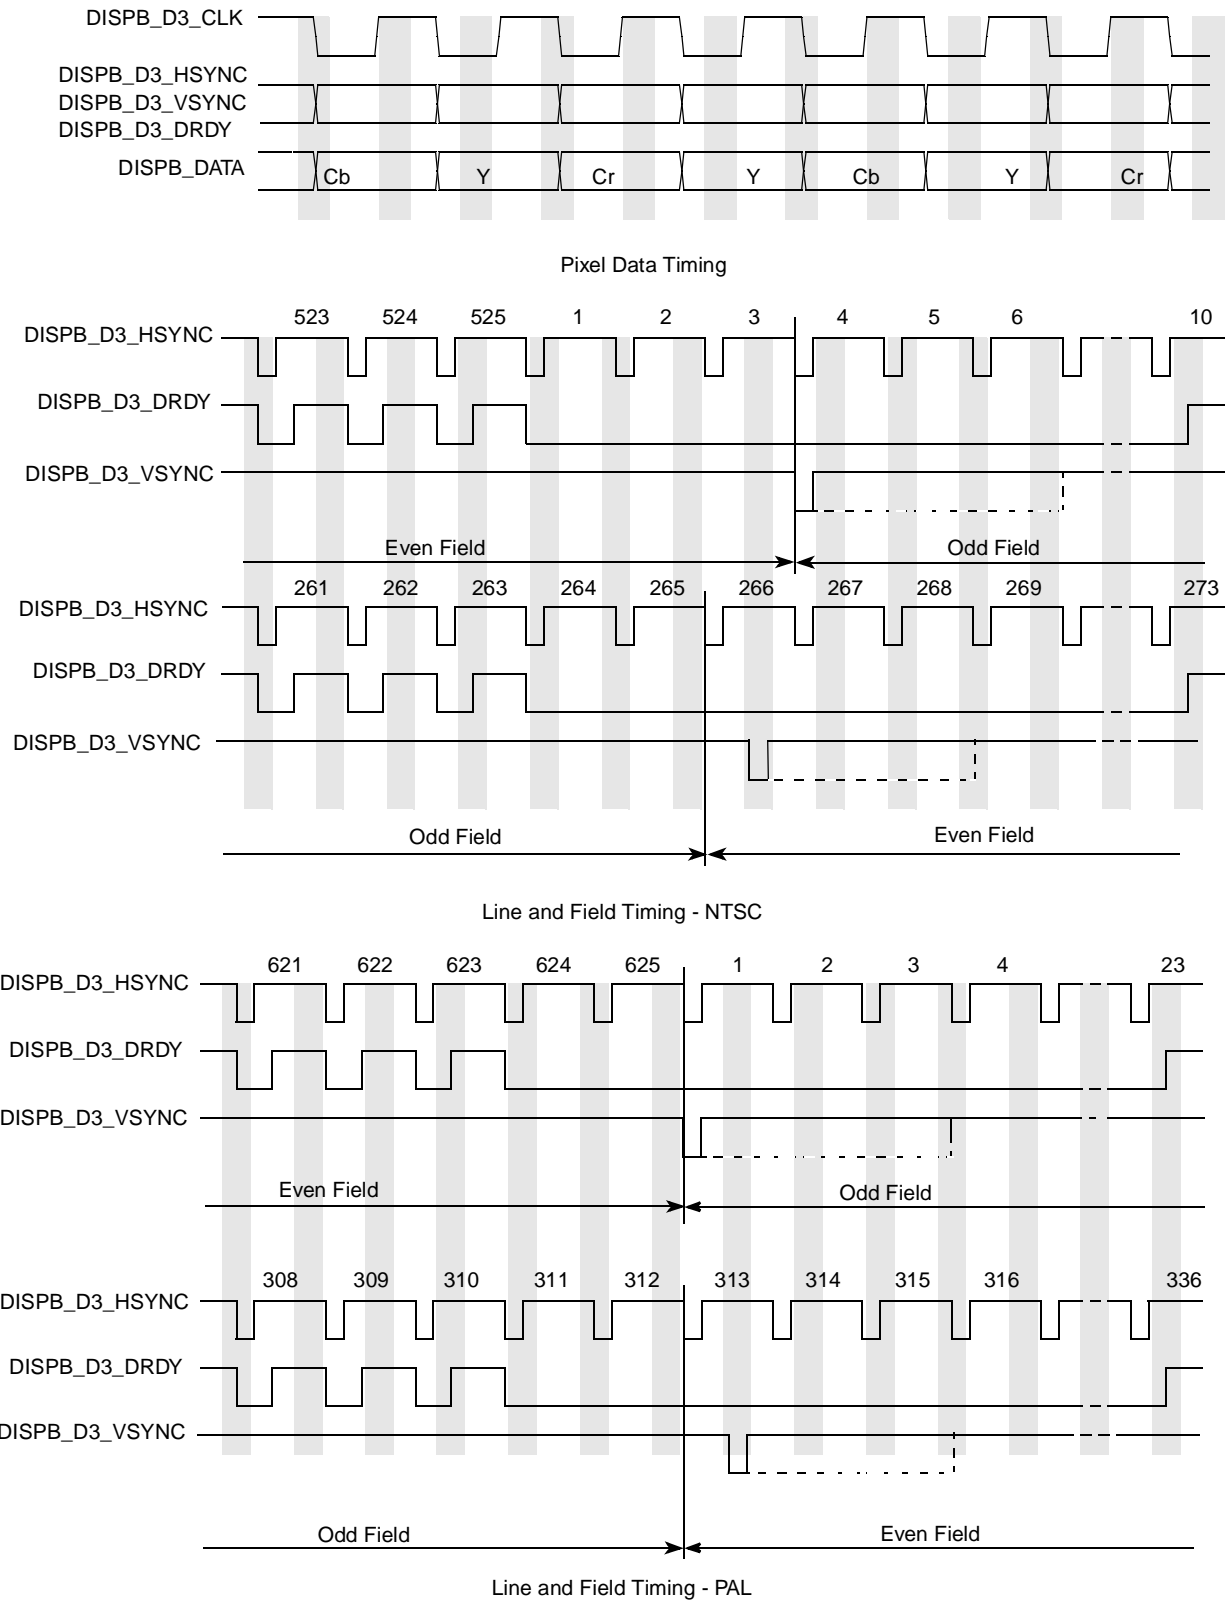 DISPB_D3_CLK
DISPB_D3_HSYNC
DISPB_D3_VSYNC
DISPB_D3_DRDY
DISPB_DATA Cb Y Cr Y Cb Y Cr
Pixel Data Timing
523 524 525 1 2 3 4 5 6 10
DISPB_D3_HSYNC
DISPB_D3_DRDY
DISPB_D3_VSYNC
Even Field Odd Field
261 262 263 264 265 266 267 268 269 273
DISPB_D3_HSYNC
DISPB_D3_DRDY
DISPB_D3_VSYNC
Odd Field Even Field
Line and Field Timing - NTSC
621 622 623 624 625 1 2 3 4 23
DISPB_D3_HSYNC
DISPB_D3_DRDY
DISPB_D3_VSYNC
Even Field Odd Field
308 309 310 311 312 313 314 315 316 336
DISPB_D3_HSYNC
DISPB_D3_DRDY
DISPB_D3_VSYNC
Odd Field Even Field
Line and Field Timing - PAL